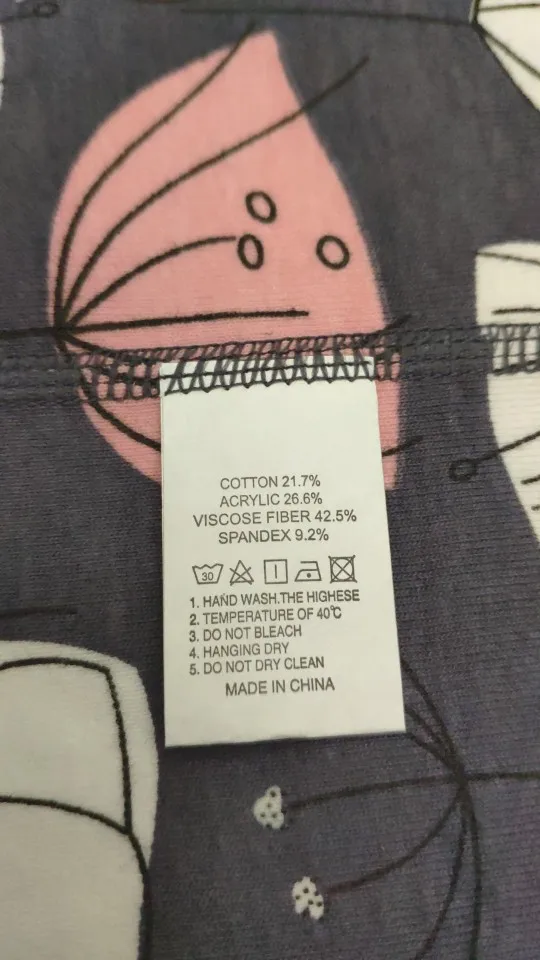 COTTON 21.7%
ACRYLIC 26.6%
VISCOSE FIBER 42.5%
SPANDEX 9.2%
30
1. HAND WASH.THE HIGHESE
2. TEMPERATURE OF 40℃
3. DO NOT BLEACH
4. HANGING DRY
5. DO NOT DRY CLEAN
MADE IN CHINA